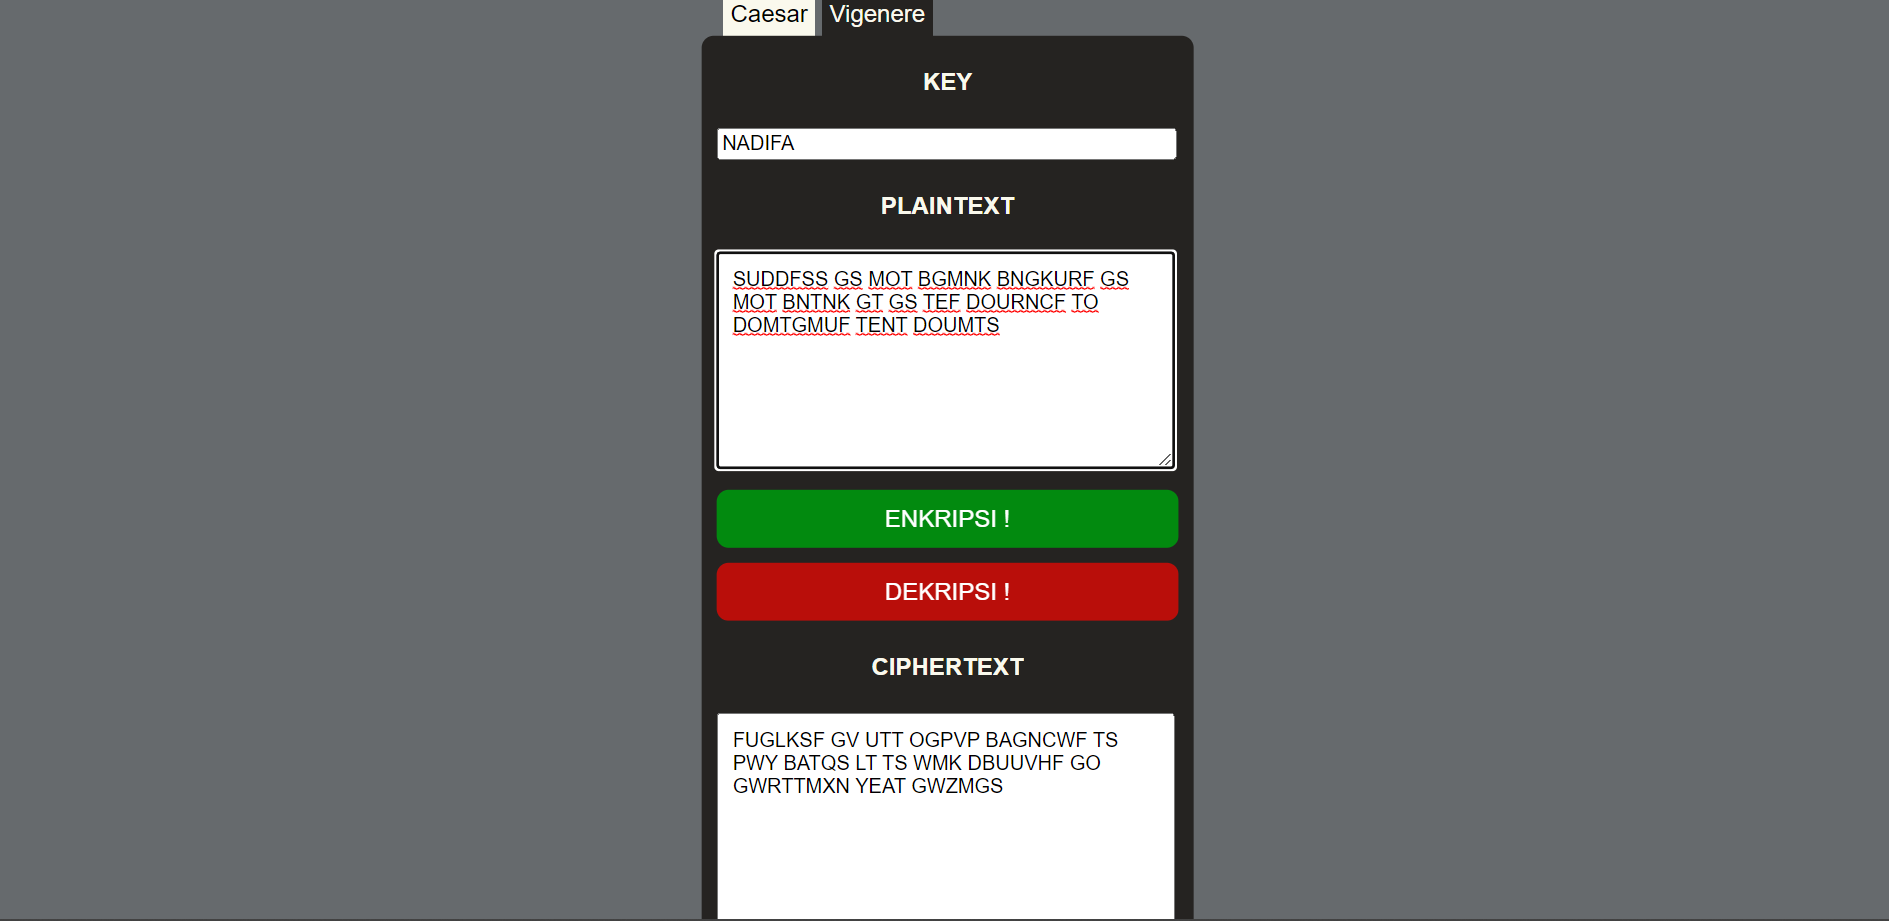 Caesar Vigenere
KEY
NADIFA
PLAINTEXT
SUDDFSS GS MOT BGMNK BNGKURF GS
MOT BNTNK GT GS TEF DOURNCF TO
DOMTGMUF TENT DOUMTS
ENKRIPSI !
DEKRIPSI !
CIPHERTEXT
FUGLKSF GV UTT OGPVP BAGNCWF TS
PWY BATQS LT TS WMK DBUUVHF GO
GWRTTMXN YEAT GWZMGS